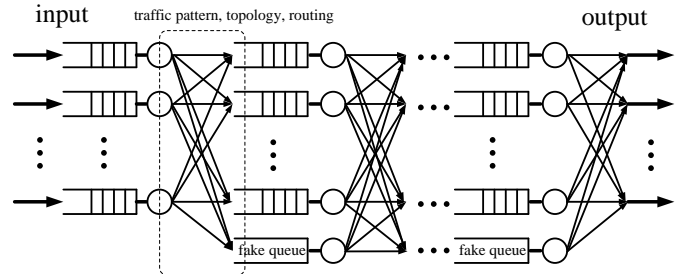 input
traffic pattern, topology, routing
output
fake queue
fake queue